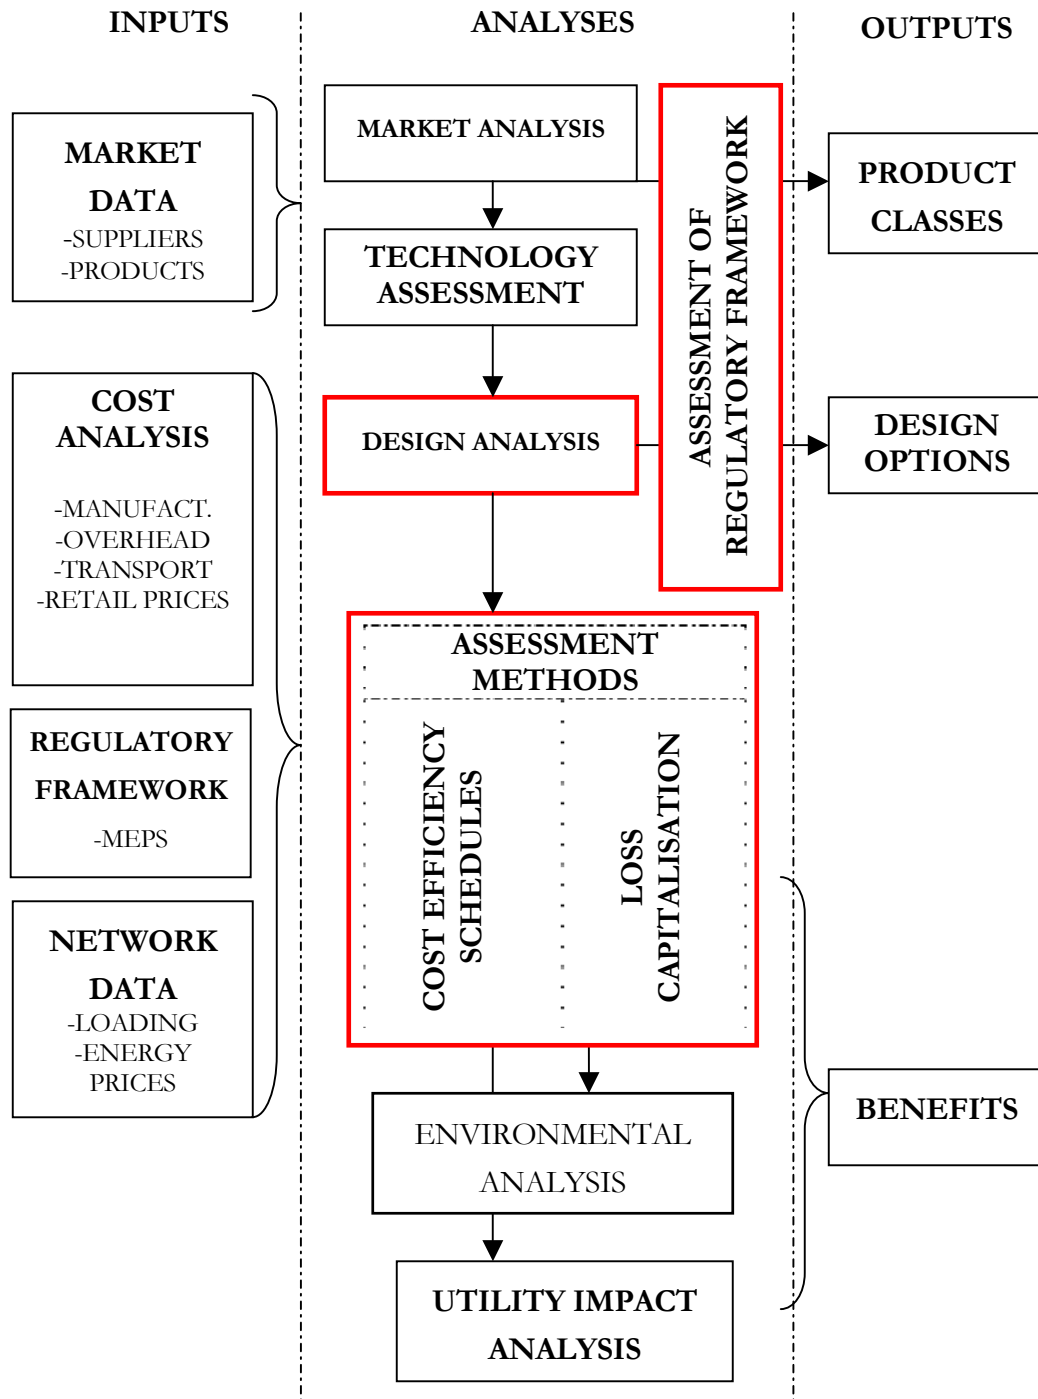 INPUTS
ANALYSES
OUTPUTS
MARKET
DATA
-SUPPLIERS
-PRODUCTS
COST
ANALYSIS
-MANUFACT.
-OVERHEAD
-TRANSPORT
-RETAIL PRICES
REGULATORY
FRAMEWORK
-MEPS
NETWORK
DATA
-LOADING
-ENERGY
PRICES
MARKET ANALYSIS
TECHNOLOGY
ASSESSMENT
DESIGN ANALYSIS
ASSESSMENT OF
REGULATORY FRAMEWORK
ASSESSMENT
METHODS
COST EFFICIENCY
SCHEDULES
LOSS
CAPITALISATION
ENVIRONMENTAL
ANALYSIS
UTILITY IMPACT
ANALYSIS
PRODUCT
CLASSES
DESIGN
OPTIONS
BENEFITS